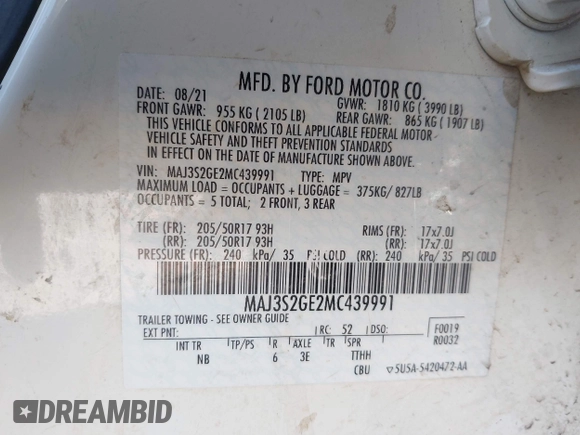 MFD. BY FORD MOTOR CO.
DATE: 08/21 GVWR: 1810 KG ( 3990 LB)
FRONT GAWR: 955 KG ( 2105 LB) REAR GAWR: 865 KG ( 1907 LB)
THIS VEHICLE CONFORMS TO ALL APPLICABLE FEDERAL MOTOR
VEHICLE SAFETY AND THEFT PREVENTION STANDARDS
IN EFFECT ON THE DATE OF MANUFACTURE SHOWN ABOVE.
VIN: MAJ3S2GE2MC439991 TYPE: MPV
MAXIMUM LOAD = OCCUPANTS + LUGGAGE = 375KG/ 827LB
OCCUPANTS = 5 TOTAL; 2 FRONT, 3 REAR
TIRE (FR): 205/50R17 93H RIMS (FR): 17x7.0J
(RR): 205/50R17 93H (RR): 17x7.0J
PRESSURE (FR): 240 kPa/ 35 PSI COLD (RR): 240 kPa/ 35 PSI COLD
MAJ3S2GE2MC439991
TRAILER TOWING - SEE OWNER GUIDE
EXT PNT: RC: 52 DSO: F0019
R0032
INT TR TP/PS R AXLE TR SPR
NB 6 3E TTHH
CBU 5U5A-5420472-AA
DREAMBID